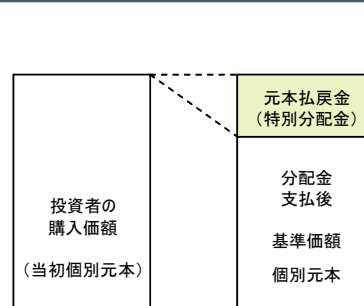 元本払戻金
（特別分配金）
投資者の
購入価額
（当初個別元本）
分配金
支払後
基準価額
個別元本